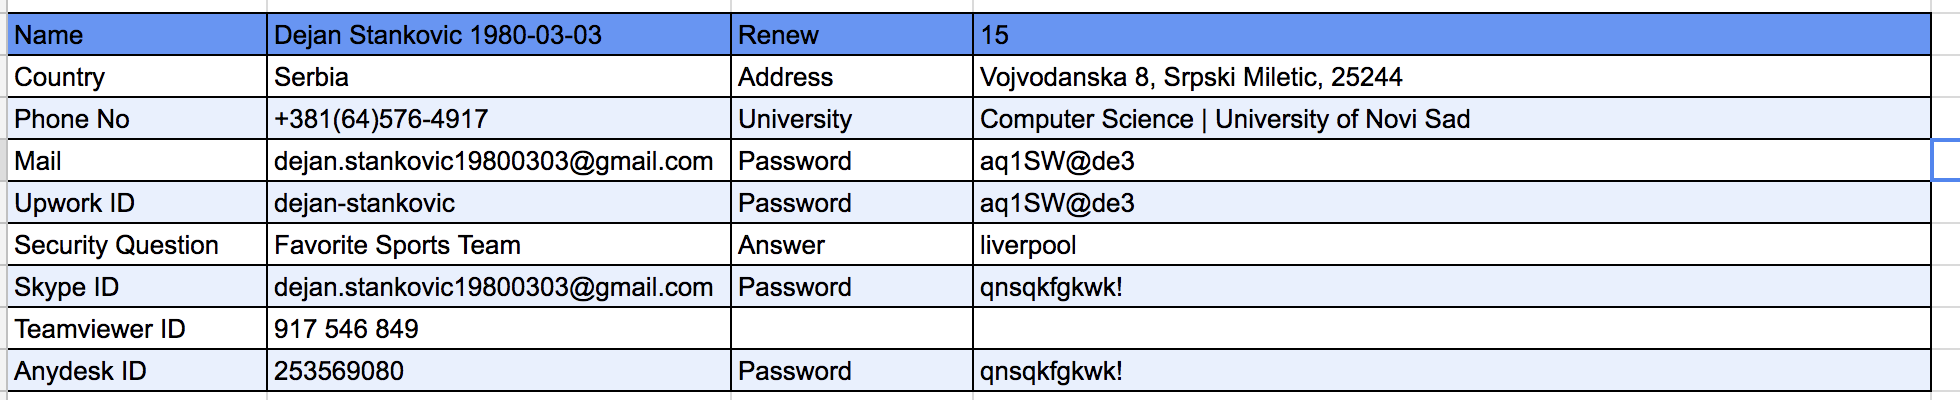 Name Dejan Stankovic 1980-03-03 Renew 15
Country Serbia Address Vojvodanska 8, Srpski Miletic, 25244
Phone No +381(64)576-4917 University Computer Science | University of Novi Sad
Mail dejan.stankovic19800303@gmail.com Password aq1SW@de3
Upwork ID dejan-stankovic Password aq1SW@de3
Security Question Favorite Sports Team Answer liverpool
Skype ID dejan.stankovic19800303@gmail.com Password qnsqkfgkwk!
Teamviewer ID 917 546 849
Anydesk ID 253569080 Password qnsqkfgkwk!